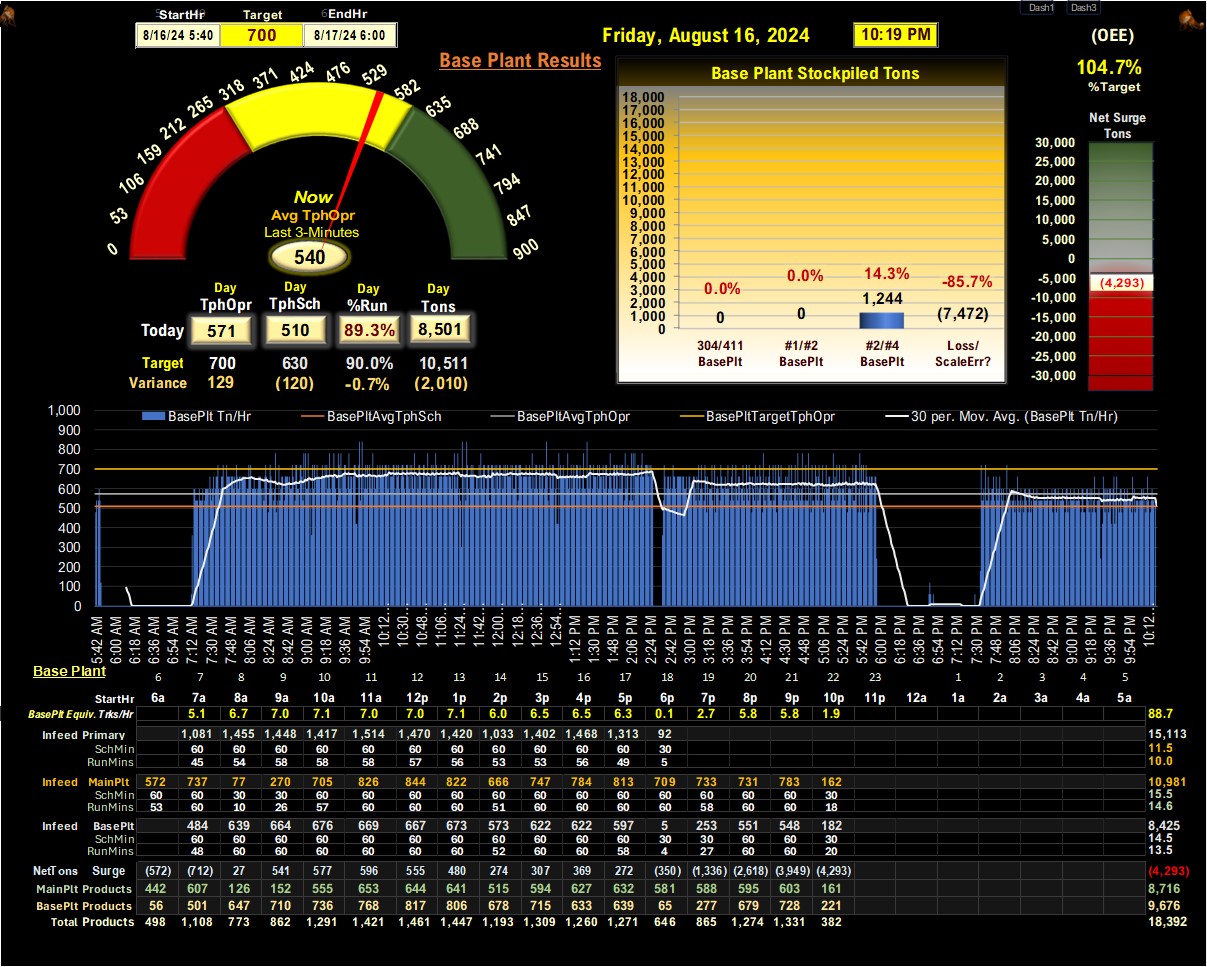 Dash1 Dash3
StartHr Target EndHr
8/16/24 5:40 700 8/17/24 6:00
Friday, August 16, 2024 10:19 PM
(OEE)
104.7%
%Target
Base Plant Results
Base Plant Stockpiled Tons
0 53 106 159 212 265 318 371 424 476 529 582 635 688 741 794 847 900
Now
Avg TphOpr
Last 3-Minutes
540
18,000
17,000
16,000
15,000
14,000
13,000
12,000
11,000
10,000
9,000
8,000
7,000
6,000
5,000
4,000
3,000
2,000
1,000
0
0.0% 0.0% 14.3% -85.7%
0 0 1,244 (7,472)
304/411 #1/#2 #2/#4 Loss/
BasePlt BasePlt BasePlt ScaleErr?
Net Surge
Tons
30,000
25,000
20,000
15,000
10,000
5,000
0
-5,000
-10,000
-15,000
-20,000
-25,000
-30,000
(4,293)
Day Day Day Day
TphOpr TphSch %Run Tons
Today 571 510 89.3% 8,501
Target 700 630 90.0% 10,511
Variance 129 (120) -0.7% (2,010)
BasePlt Tn/Hr BasePltAvgTphSch BasePltAvgTphOpr BasePltTargetTphOpr 30 per. Mov. Avg. (BasePlt Tn/Hr)
1,000
900
800
700
600
500
400
300
200
100
0
5:42 AM 6:00 AM 6:18 AM 6:36 AM 6:54 AM 7:12 AM 7:30 AM 7:48 AM 8:06 AM 8:24 AM 8:42 AM 9:00 AM 9:18 AM 9:36 AM 9:54 AM 10:12... 10:30... 10:48... 11:06... 11:24... 11:42... 12:00... 12:18... 12:36... 12:54... 1:12 PM 1:30 PM 1:48 PM 2:06 PM 2:24 PM 2:42 PM 3:00 PM 3:18 PM 3:36 PM 3:54 PM 4:12 PM 4:30 PM 4:48 PM 5:06 PM 5:24 PM 5:42 PM 6:00 PM 6:18 PM 6:36 PM 6:54 PM 7:12 PM 7:30 PM 7:48 PM 8:06 PM 8:24 PM 8:42 PM 9:00 PM 9:18 PM 9:36 PM 9:54 PM 10:12...
Base Plant
6 7 8 9 10 11 12 13 14 15 16 17 18 19 20 21 22 23 1 2 3 4 5
StartHr 6a 7a 8a 9a 10a 11a 12p 1p 2p 3p 4p 5p 6p 7p 8p 9p 10p 11p 12a 1a 2a 3a 4a 5a
BasePlt Equiv. Trks/Hr 5.1 6.7 7.0 7.1 7.0 7.0 7.1 6.0 6.5 6.5 6.3 0.1 2.7 5.8 5.8 1.9 88.7
Infeed Primary 1,081 1,455 1,448 1,417 1,514 1,470 1,420 1,033 1,402 1,468 1,313 92 15,113
SchMin 60 60 60 60 60 60 60 60 60 60 60 30 11.5
RunMins 45 54 58 58 58 57 56 53 53 56 49 5 10.0
Infeed MainPlt 572 737 77 270 705 826 844 822 666 747 784 813 709 733 731 783 162 10,981
SchMin 60 60 30 30 60 60 60 60 60 60 60 60 60 60 60 60 30 15.5
RunMins 60 60 10 26 57 60 60 60 51 60 60 60 60 58 60 60 18 14.6
Infeed BasePlt 484 639 664 676 669 667 673 573 622 622 597 5 253 551 548 182 8,425
SchMin 60 60 60 60 60 60 60 60 60 60 60 30 30 60 60 30 14.5
RunMins 48 60 60 60 60 60 60 52 60 60 58 4 27 60 60 20 13.5
NetTons Surge (572) (712) 27 541 577 596 555 480 274 307 369 272 (350) (1,336) (2,618) (3,949) (4,293) (4,293)
MainPlt Products 442 607 126 152 555 653 644 641 515 594 627 632 581 588 595 603 161 8,716
BasePlt Products 56 501 647 710 736 768 817 806 678 715 633 639 65 277 679 728 221 9,676
Total Products 498 1,108 773 862 1,291 1,421 1,461 1,447 1,193 1,309 1,260 1,271 646 865 1,274 1,331 382 18,392